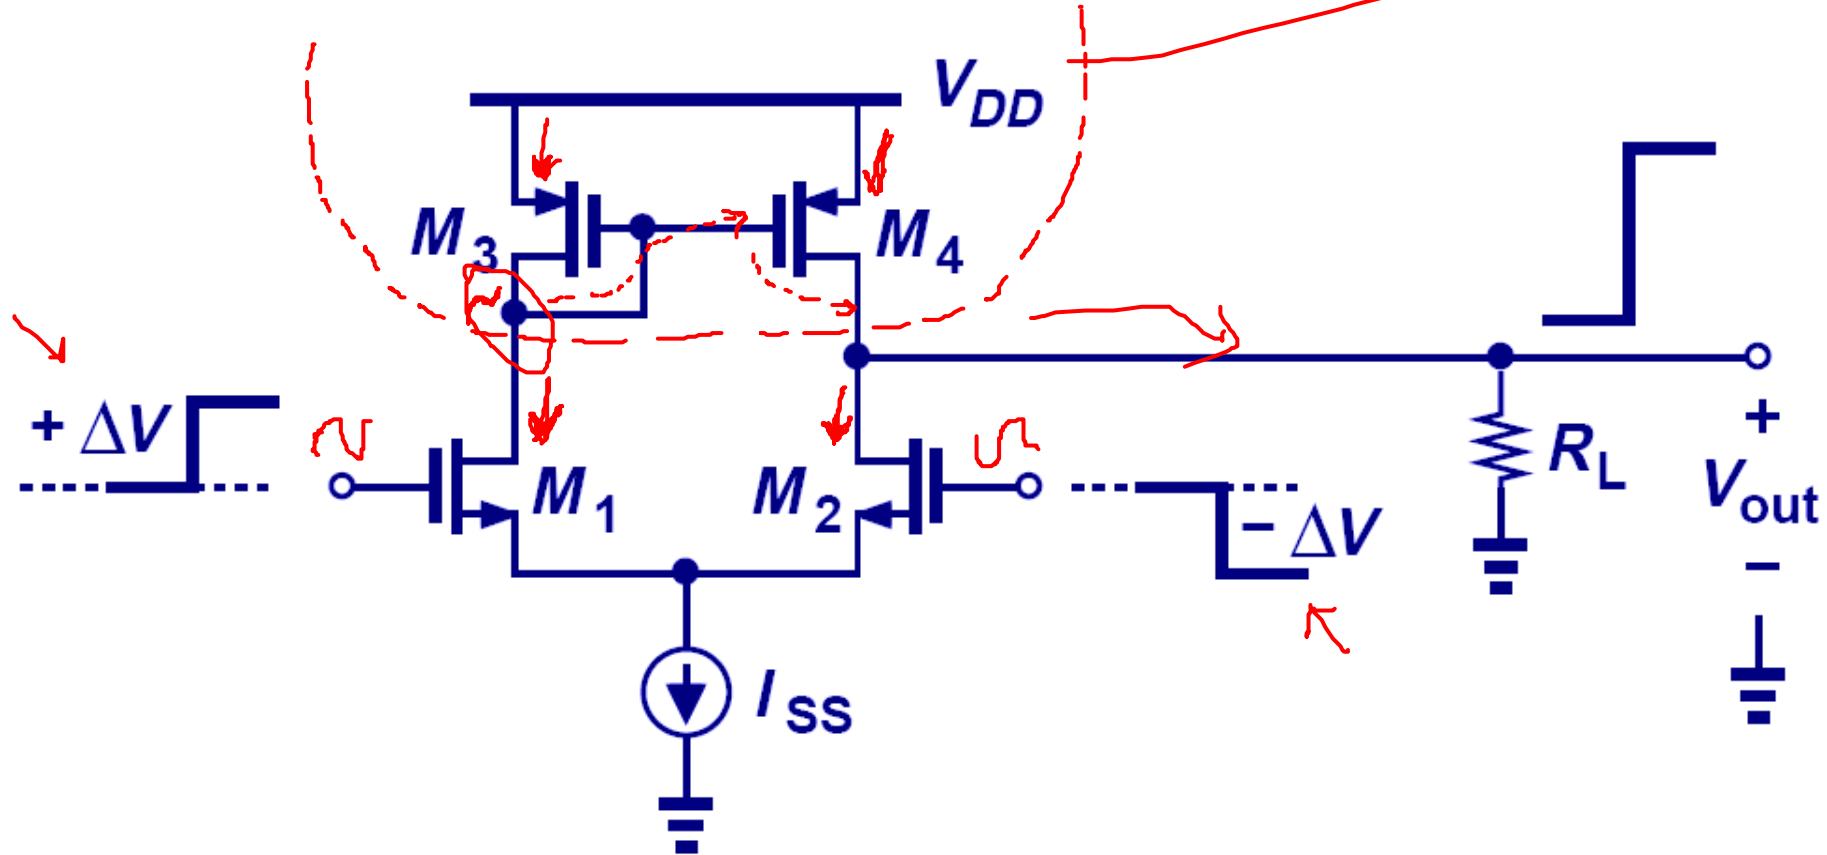 V_DD
M_3
M_4
+ ΔV
M_1
M_2
− ΔV
R_L
+
V_out
−
I_SS